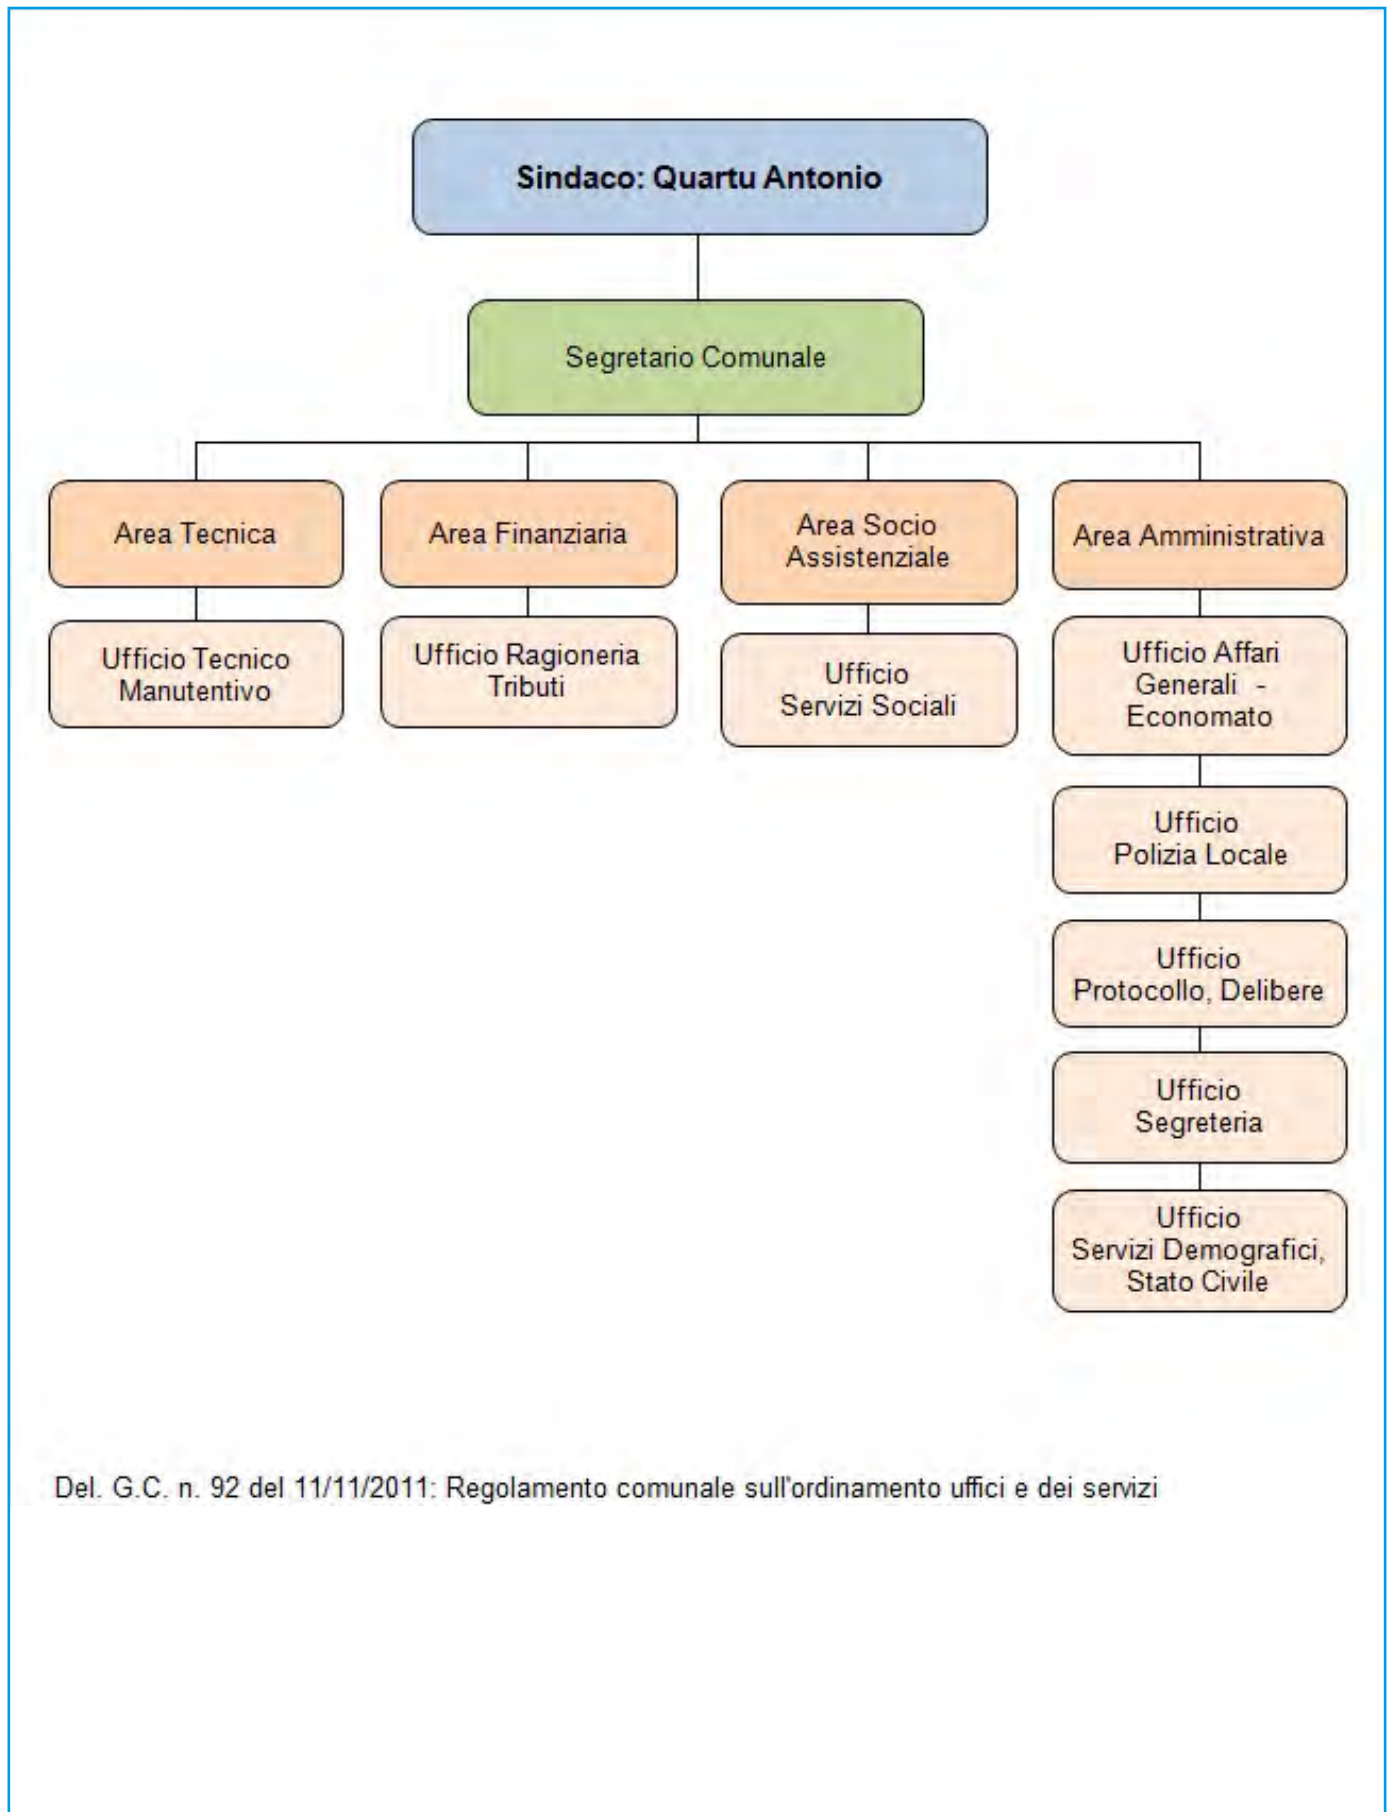 Sindaco: Quartu Antonio
Segretario Comunale
Area Tecnica
Area Finanziaria
Area Socio
Assistenziale
Area Amministrativa
Ufficio Tecnico
Manutentivo
Ufficio Ragioneria
Tributi
Ufficio
Servizi Sociali
Ufficio Affari
Generali -
Economato
Ufficio
Polizia Locale
Ufficio
Protocollo, Delibere
Ufficio
Segreteria
Ufficio
Servizi Demografici,
Stato Civile
Del. G.C. n. 92 del 11/11/2011: Regolamento comunale sull'ordinamento uffici e dei servizi